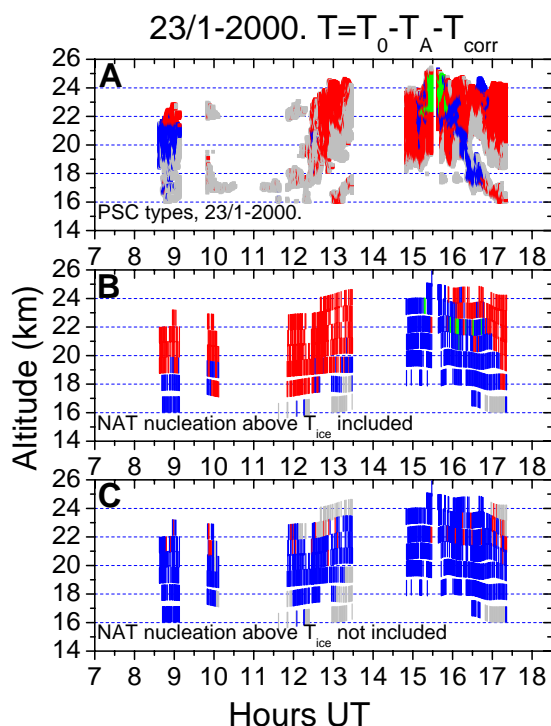 23/1-2000. T=T0-TA-Tcorr
26
A
24
22
20
18
16
PSC types, 23/1-2000.
14
7 8 9 10 11 12 13 14 15 16 17 18
26
B
24
22
20
18
16
NAT nucleation above Tice included
14
7 8 9 10 11 12 13 14 15 16 17 18
26
C
24
22
20
18
16
NAT nucleation above Tice not included
14
7 8 9 10 11 12 13 14 15 16 17 18
Altitude (km)
Hours UT